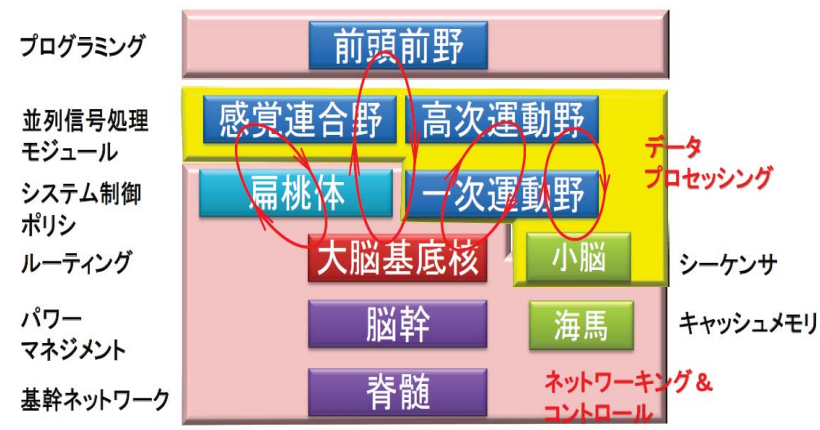 プログラミング
前頭前野
並列信号処理
モジュール
感覚連合野
高次運動野
データ
プロセッシング
システム制御
ポリシ
扁桃体
一次運動野
ルーティング
大脳基底核
小脳
シーケンサ
パワー
マネジメント
脳幹
海馬
キャッシュメモリ
基幹ネットワーク
脊髄
ネットワーキング&
コントロール